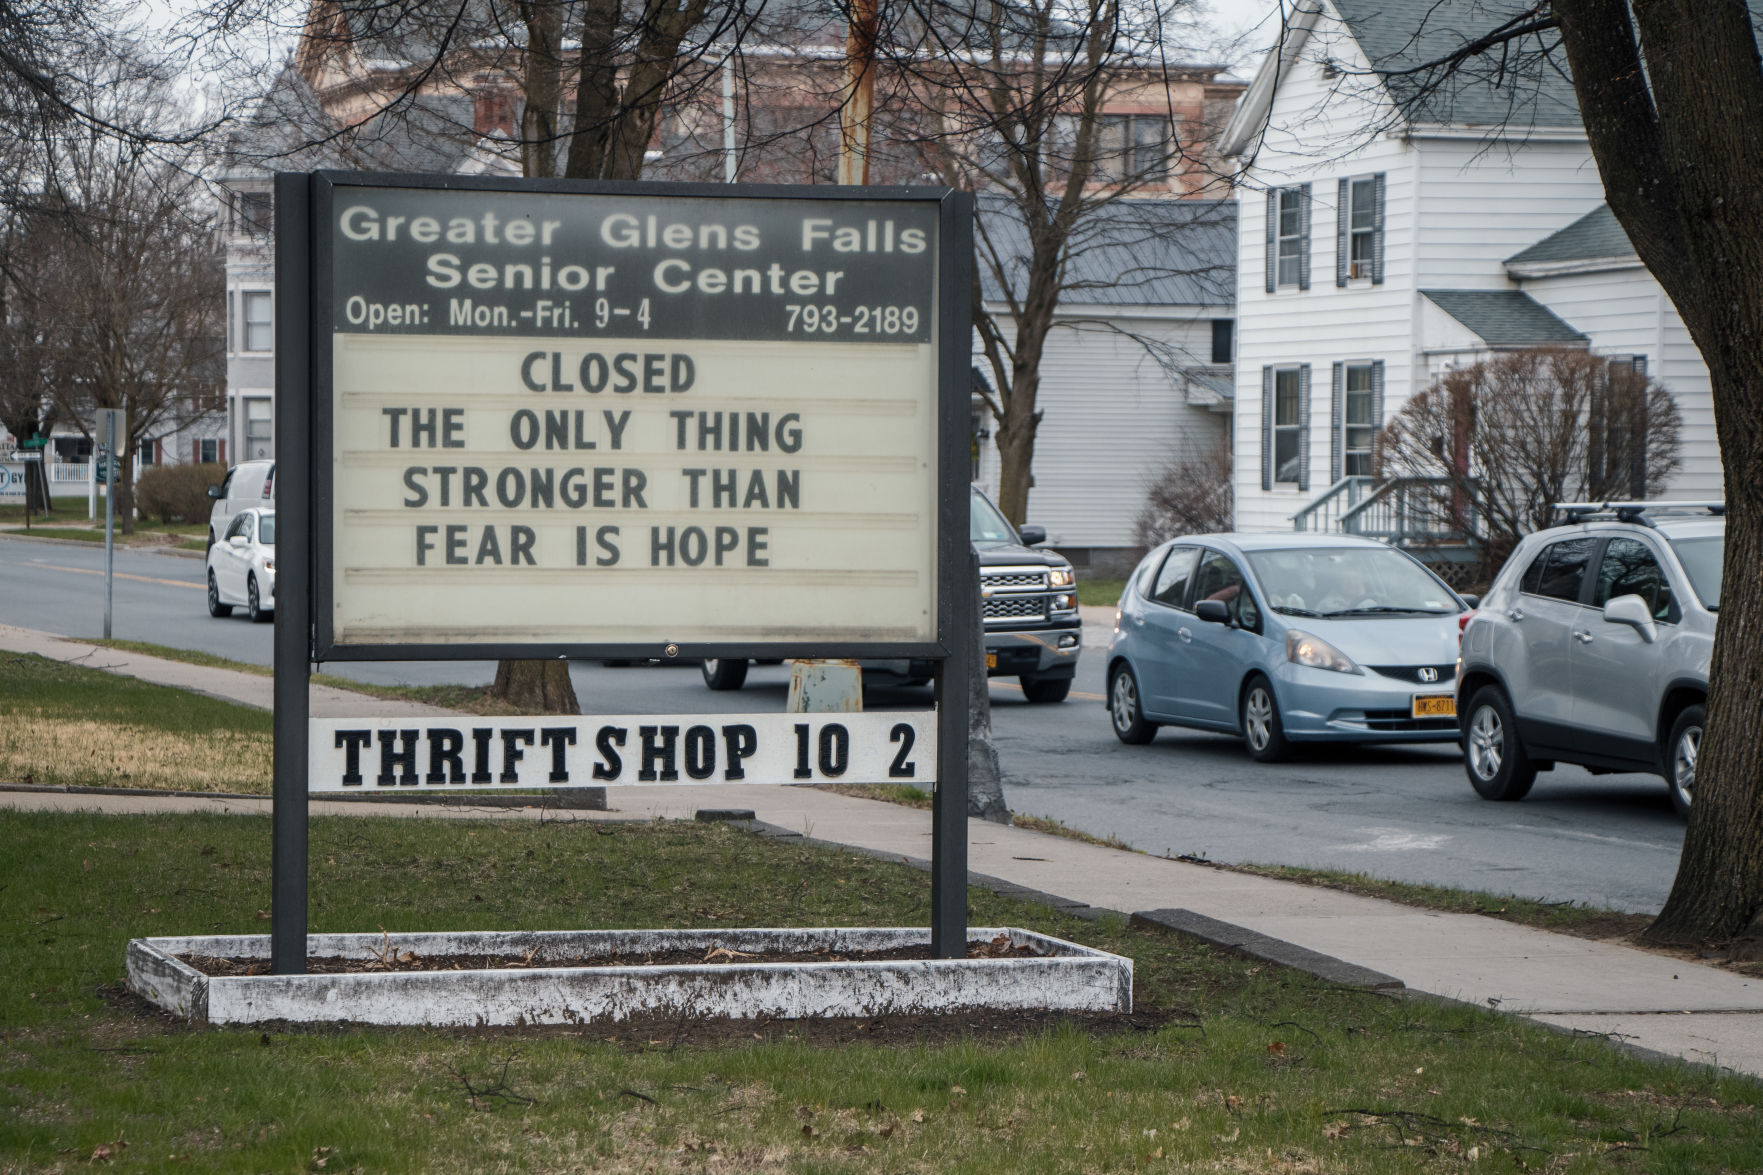 Greater Glens Falls
Senior Center
Open: Mon.-Fri. 9-4 793-2189
CLOSED
THE ONLY THING
STRONGER THAN
FEAR IS HOPE
THRIFT SHOP 10 2